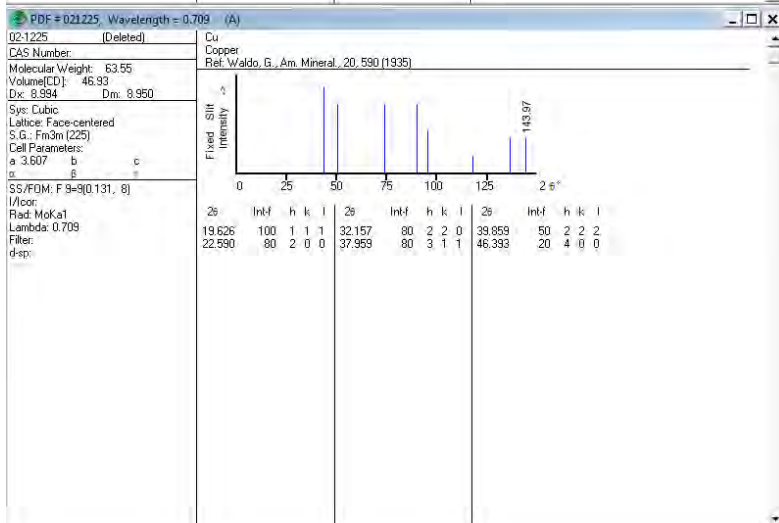 PDF # 021225, Wavelength = 0.709 (A)
02-1225 (Deleted)
CAS Number:
Molecular Weight: 63.55
Volume[CD]: 46.93
Dx: 8.994 Dm: 8.950
Sys: Cubic
Lattice: Face-centered
S.G.: Fm3m (225)
Cell Parameters:
a 3.607 b c
α β γ
SS/FOM: F 9=9(0.131, 8)
I/Icor:
Rad: MoKa1
Lambda: 0.709
Filter:
d-sp:
Cu
Copper
Ref: Waldo, G., Am. Mineral., 20, 590 (1935)
Fixed Slit
Intensity ->
143.97
0 25 50 75 100 125 2 θ°
2θ Int-f h k l 2θ Int-f h k l 2θ Int-f h k l
19.626 100 1 1 1 32.157 80 2 2 0 39.859 50 2 2 2
22.590 80 2 0 0 37.959 80 3 1 1 46.393 20 4 0 0